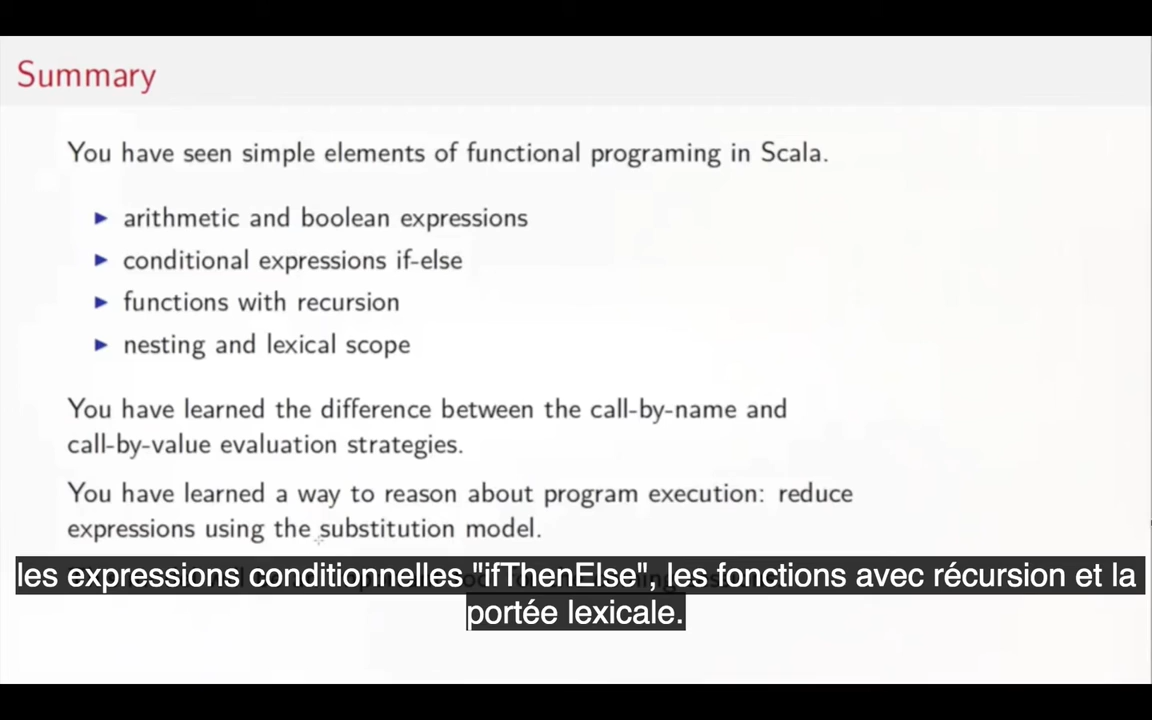 Summary
You have seen simple elements of functional programing in Scala.
▶ arithmetic and boolean expressions
▶ conditional expressions if-else
▶ functions with recursion
▶ nesting and lexical scope
You have learned the difference between the call-by-name and
call-by-value evaluation strategies.
You have learned a way to reason about program execution: reduce
expressions using the substitution model.
les expressions conditionnelles "ifThenElse", les fonctions avec récursion et la
portée lexicale.